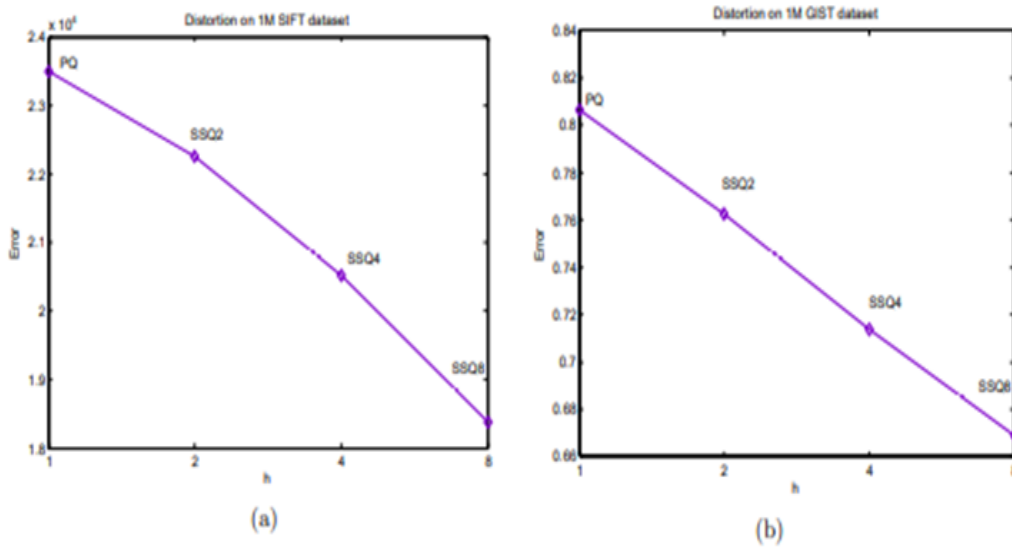 Distortion on 1M SIFT dataset
x 10⁴
2.4
2.3
2.2
2.1
2
1.9
1.8
Error
PQ
SSQ2
SSQ4
SSQ8
1 2 4 8
h
(a)
Distortion on 1M GIST dataset
0.84
0.82
0.8
0.78
0.76
0.74
0.72
0.7
0.68
0.66
Error
PQ
SSQ2
SSQ4
SSQ8
1 2 4
h
(b)